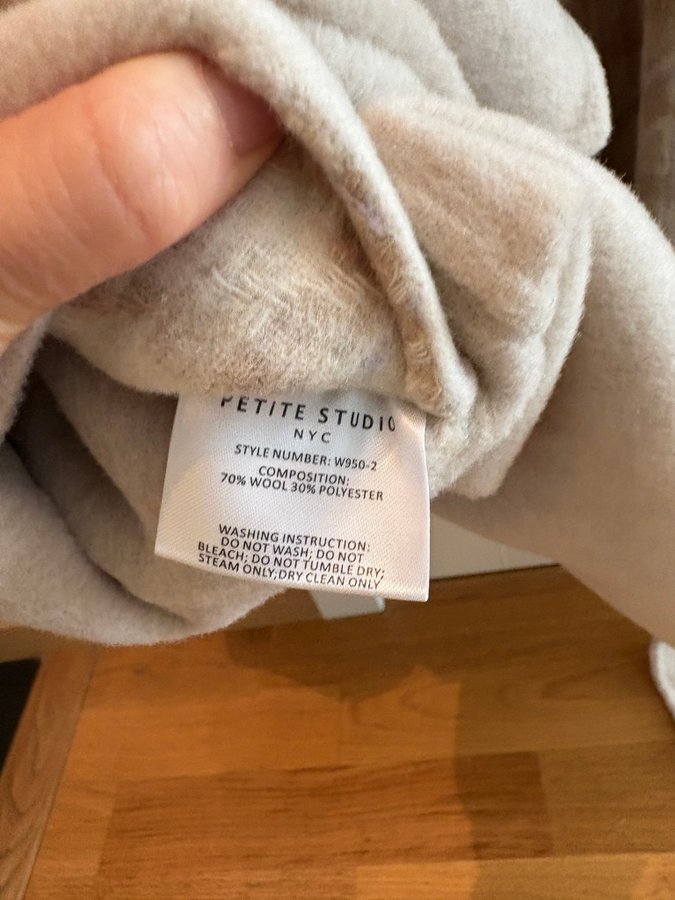 PETITE STUDIO
NYC
STYLE NUMBER: W950-2
COMPOSITION:
70% WOOL 30% POLYESTER
WASHING INSTRUCTION:
DO NOT WASH; DO NOT
BLEACH; DO NOT TUMBLE DRY;
STEAM ONLY;DRY CLEAN ONLY